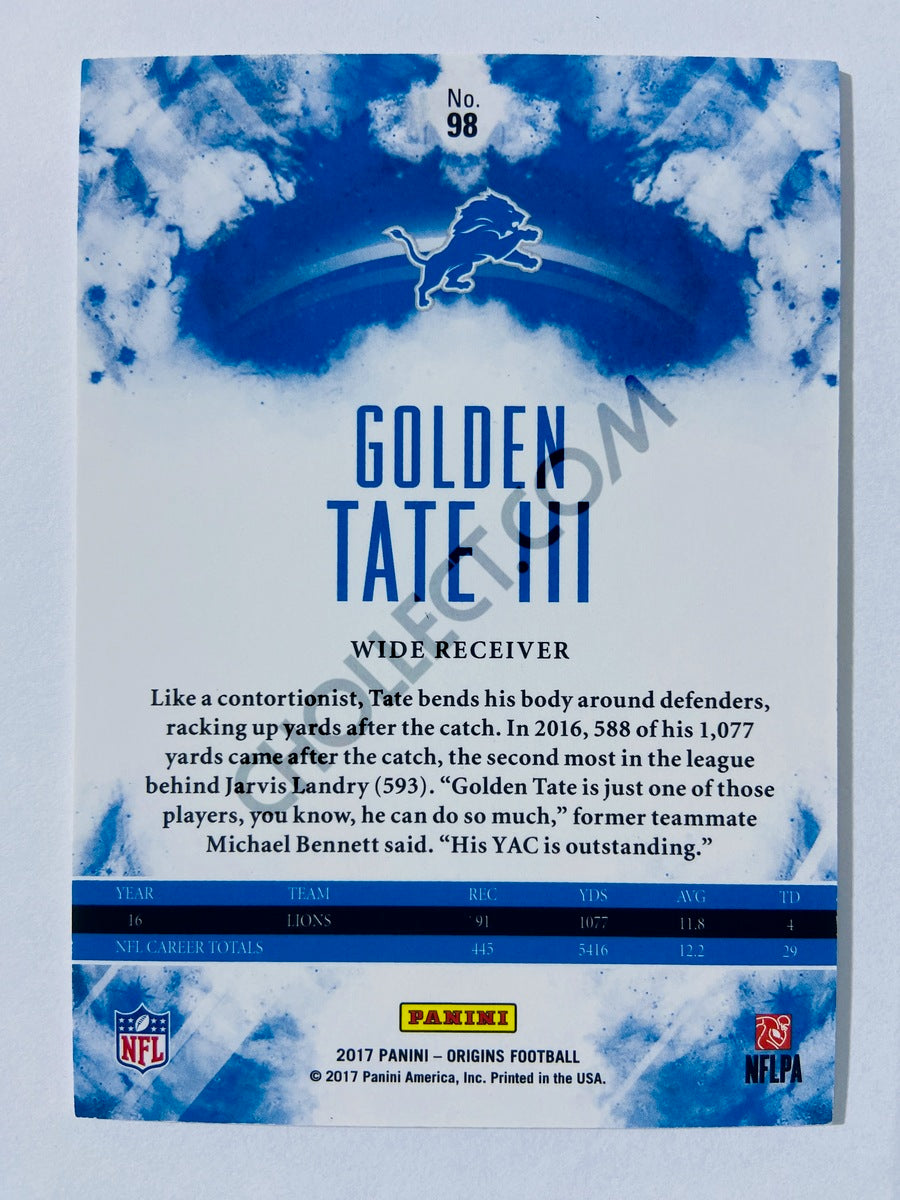 No.
98
GOLDEN
TATE III
WIDE RECEIVER
Like a contortionist, Tate bends his body around defenders,
racking up yards after the catch. In 2016, 588 of his 1,077
yards came after the catch, the second most in the league
behind Jarvis Landry (593). “Golden Tate is just one of those
players, you know, he can do so much,” former teammate
Michael Bennett said. “His YAC is outstanding.”
YEAR TEAM REC YDS AVG TD
16 LIONS 91 1077 11.8 4
NFL CAREER TOTALS 445 5416 12.2 29
PANINI
NFL
2017 PANINI – ORIGINS FOOTBALL
© 2017 Panini America, Inc. Printed in the USA.
NFLPA
CHOLLECT.COM